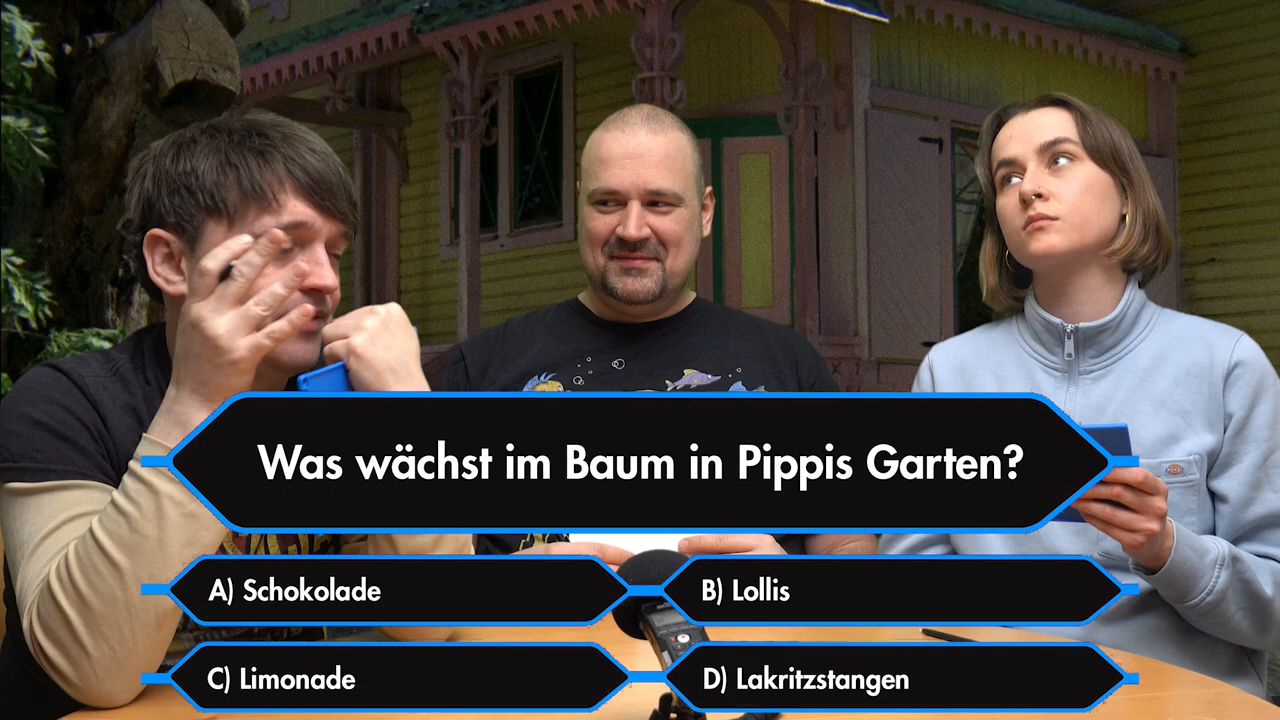 Was wächst im Baum in Pippis Garten?
A) Schokolade
B) Lollis
C) Limonade
D) Lakritzstangen